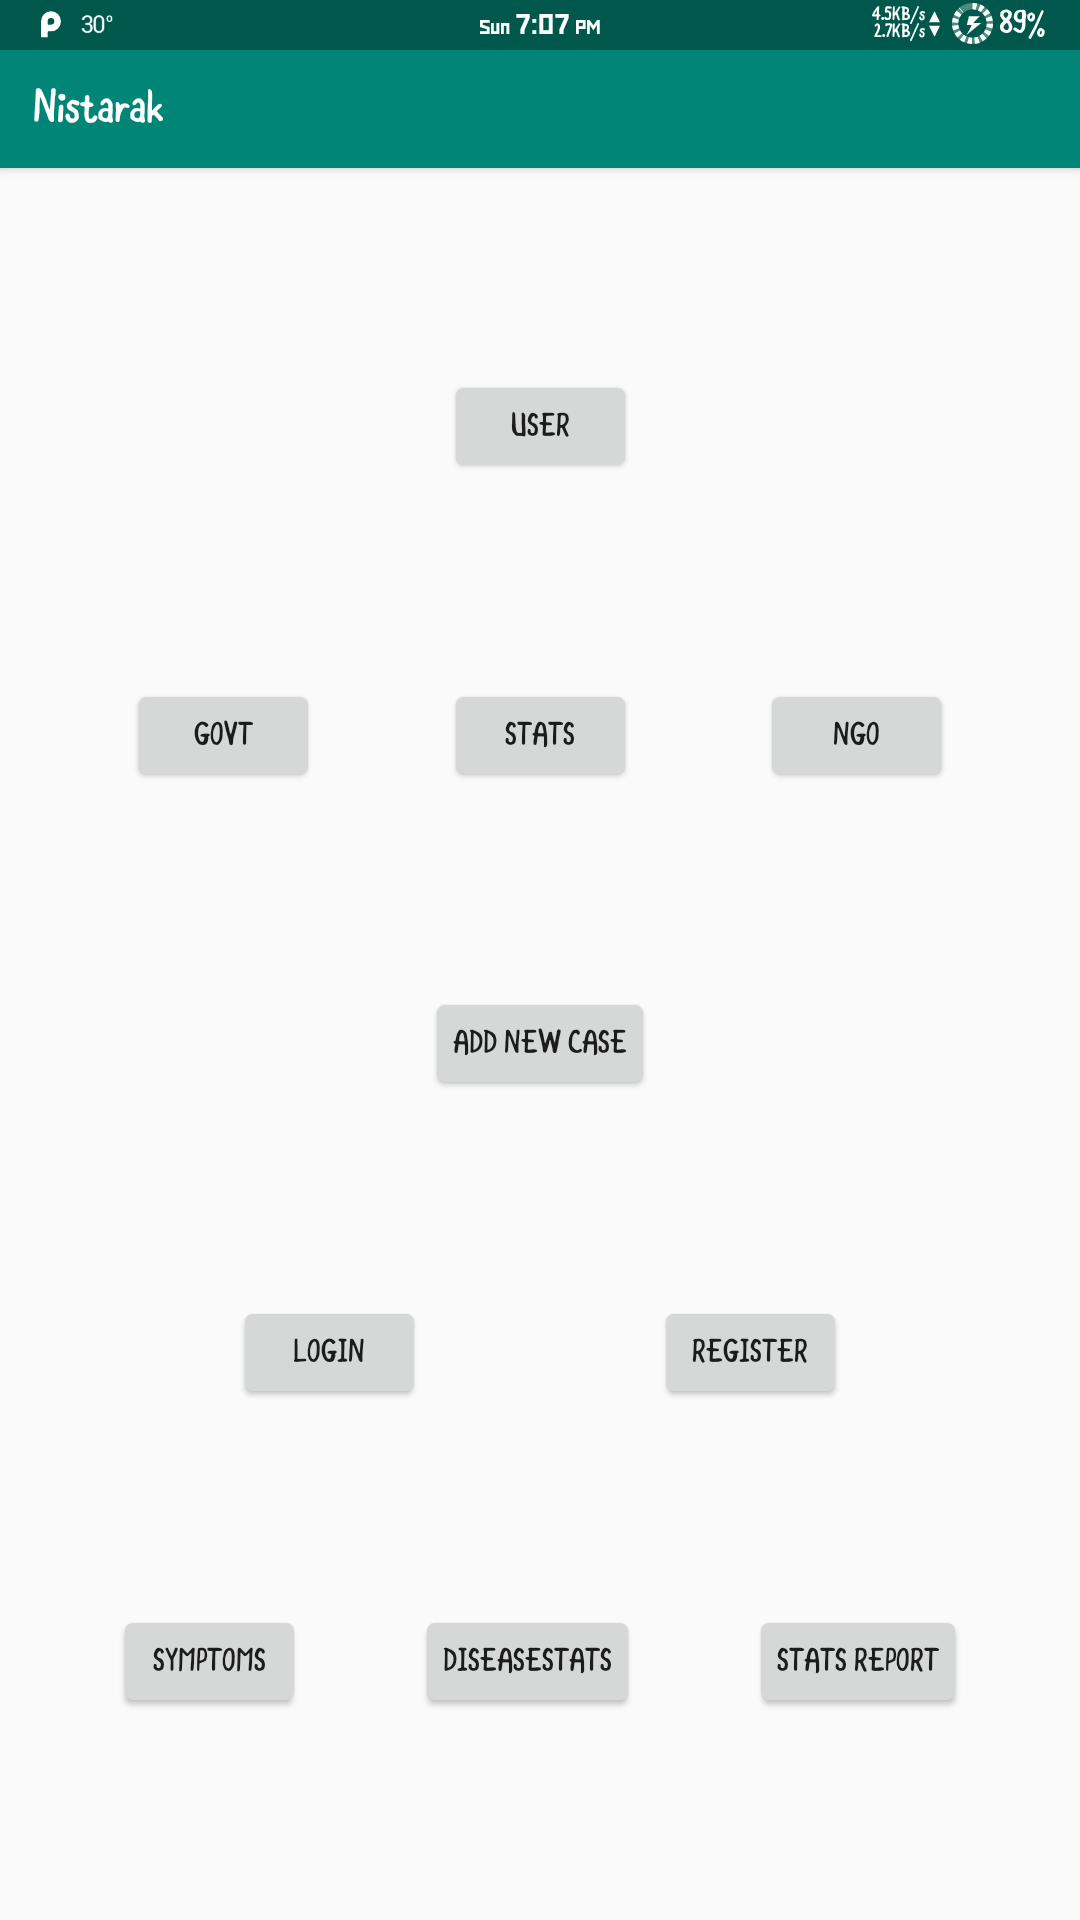 30° Sun 7:07 PM 4.5KB/s 2.7KB/s 89%
Nistarak
USER
GOVT STATS NGO
ADD NEW CASE
LOGIN REGISTER
SYMPTOMS DISEASESTATS STATS REPORT